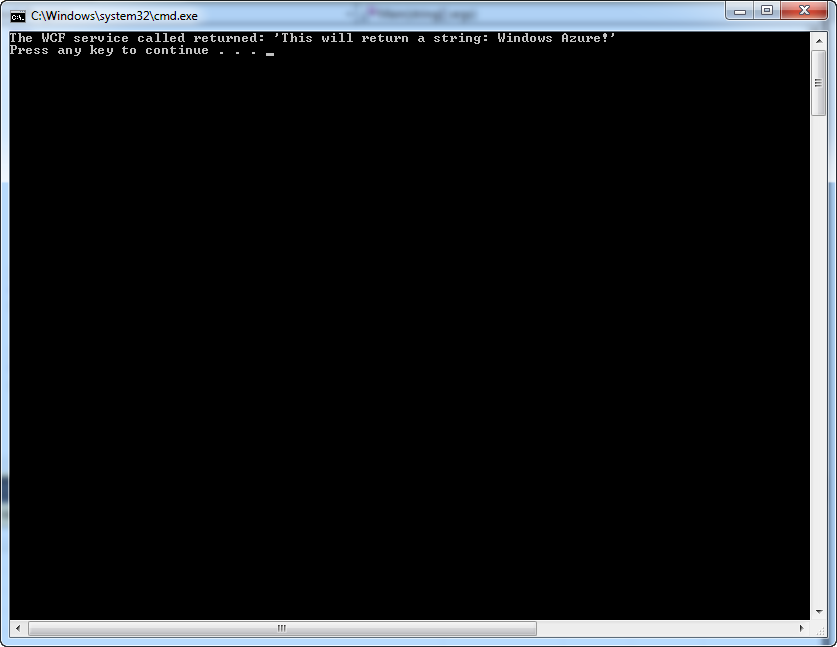 C:\Windows\system32\cmd.exe
The WCF service called returned: 'This will return a string: Windows Azure!'
Press any key to continue . . .